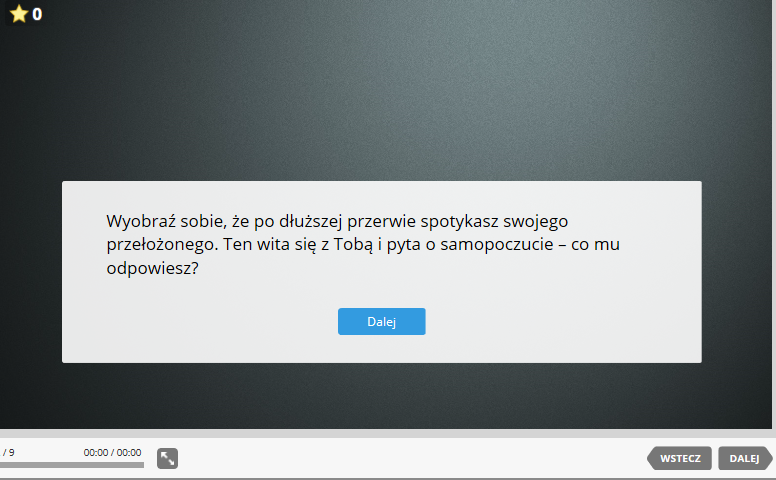 0
Wyobraź sobie, że po dłuższej przerwie spotykasz swojego
przełożonego. Ten wita się z Tobą i pyta o samopoczucie – co mu
odpowiesz?
Dalej
/ 9
00:00 / 00:00
WSTECZ
DALEJ